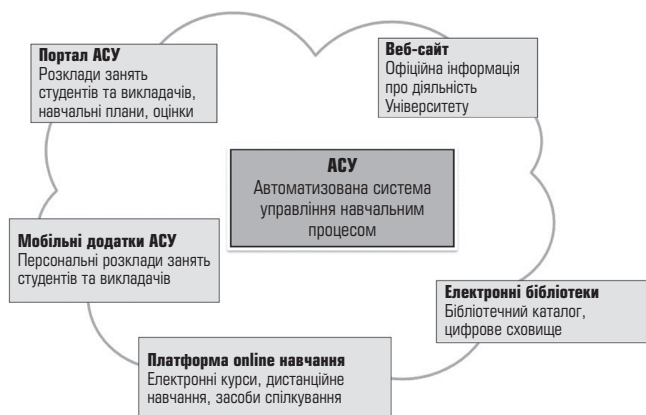 Портал АСУ
Розклади занять
студентів та викладачів,
навчальні плани, оцінки
Веб-сайт
Офіційна інформація
про діяльність
Університету
АСУ
Автоматизована система
управління навчальним
процесом
Мобільні додатки АСУ
Персональні розклади занять
студентів та викладачів
Електронні бібліотеки
Бібліотечний каталог,
цифрове сховище
Платформа online навчання
Електронні курси, дистанційне
навчання, засоби спілкування